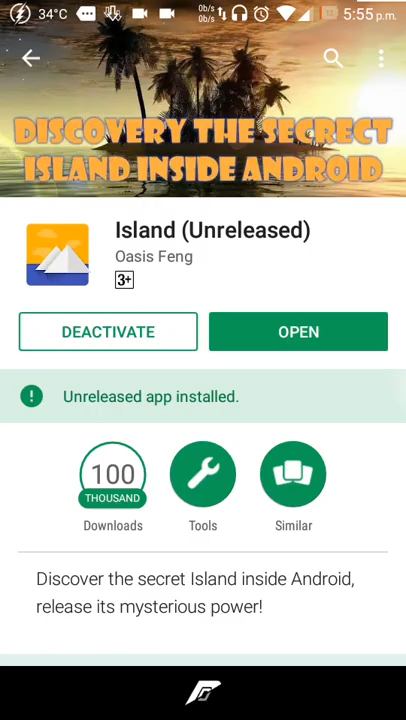 34°C
0b/s
0b/s
5:55 p.m.
DISCOVERY THE SECRECT
ISLAND INSIDE ANDROID
Island (Unreleased)
Oasis Feng
3+
DEACTIVATE
OPEN
Unreleased app installed.
100
THOUSAND
Downloads
Tools
Similar
Discover the secret Island inside Android,
release its mysterious power!